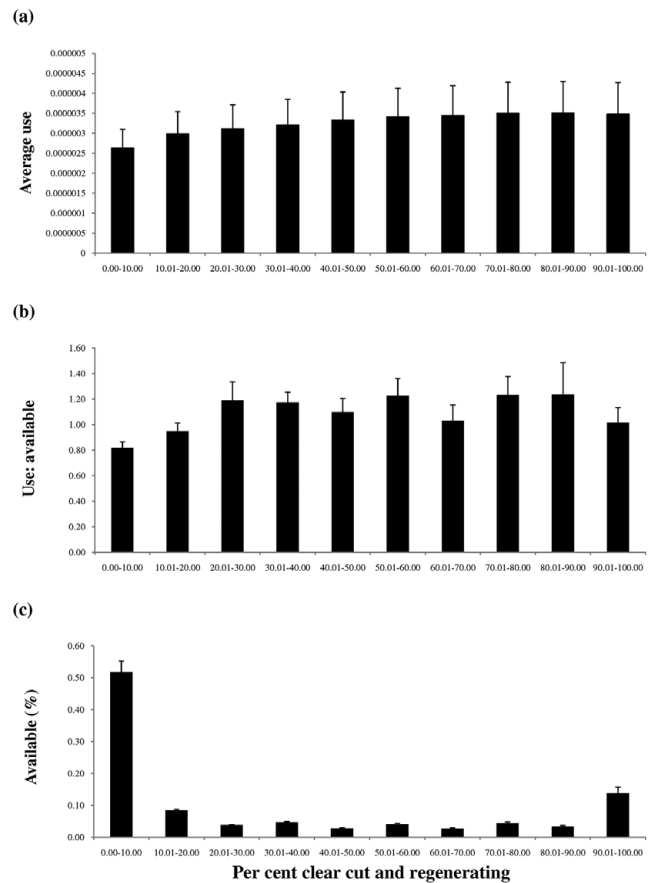 (a)
Average use
0.000005
0.0000045
0.000004
0.0000035
0.000003
0.0000025
0.000002
0.0000015
0.000001
0.0000005
0
0.00-10.00 10.01-20.00 20.01-30.00 30.01-40.00 40.01-50.00 50.01-60.00 60.01-70.00 70.01-80.00 80.01-90.00 90.01-100.00
(b)
Use: available
1.60
1.40
1.20
1.00
0.80
0.60
0.40
0.20
0.00
0.00-10.00 10.01-20.00 20.01-30.00 30.01-40.00 40.01-50.00 50.01-60.00 60.01-70.00 70.01-80.00 80.01-90.00 90.01-100.00
(c)
Available (%)
0.60
0.50
0.40
0.30
0.20
0.10
0.00
0.00-10.00 10.01-20.00 20.01-30.00 30.01-40.00 40.01-50.00 50.01-60.00 60.01-70.00 70.01-80.00 80.01-90.00 90.01-100.00
Per cent clear cut and regenerating